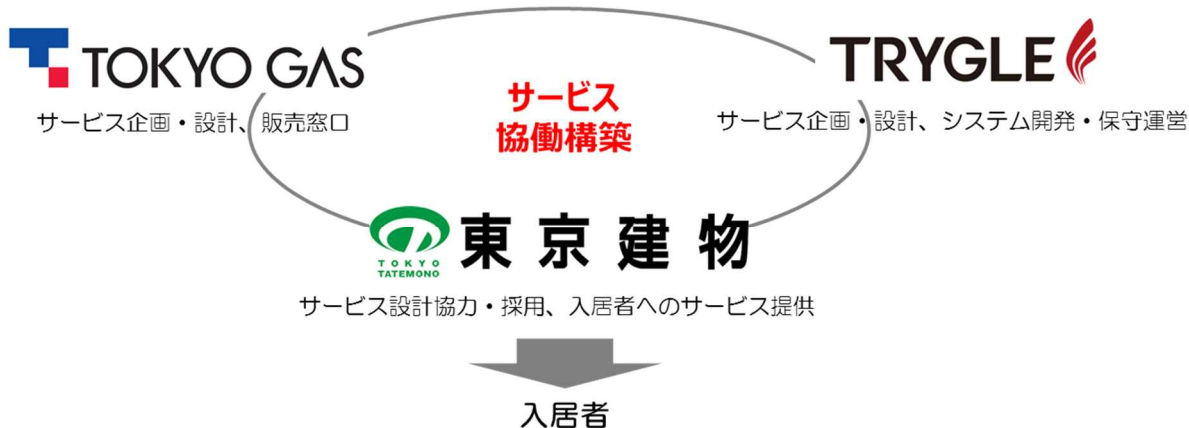 TOKYO GAS
サービス企画・設計、販売窓口
TRYGLE
サービス企画・設計、システム開発・保守運営
サービス
協働構築
TOKYO
TATEMONO
東京建物
サービス設計協力・採用、入居者へのサービス提供
入居者